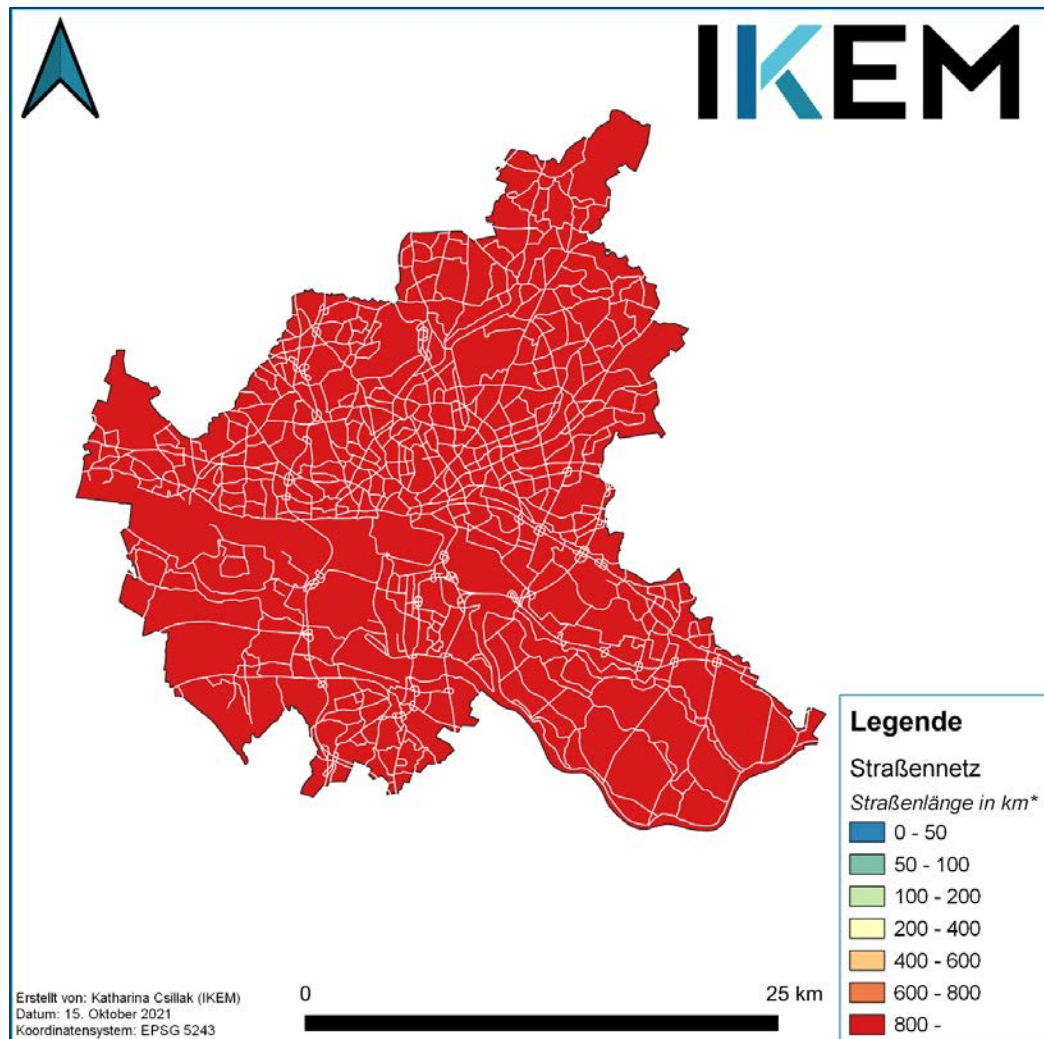 IKEM
Legende
Straßennetz
Straßenlänge in km*
0 - 50
50 - 100
100 - 200
200 - 400
400 - 600
600 - 800
800 -
Erstellt von: Katharina Csillak (IKEM)
Datum: 15. Oktober 2021
Koordinatensystem: EPSG 5243
0 25 km